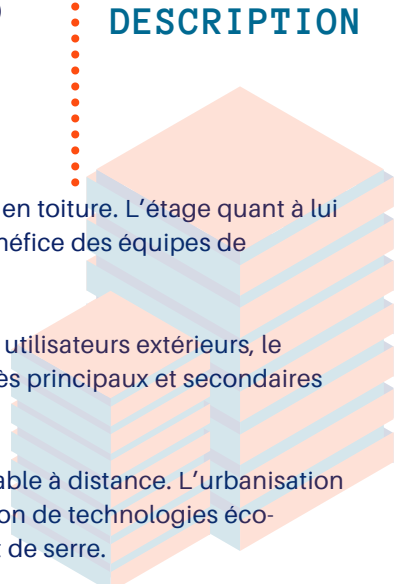 DESCRIPTION
en toiture. L’étage quant à lui
néfice des équipes de
utilisateurs extérieurs, le
ès principaux et secondaires
able à distance. L’urbanisation
on de technologies éco-
t de serre.